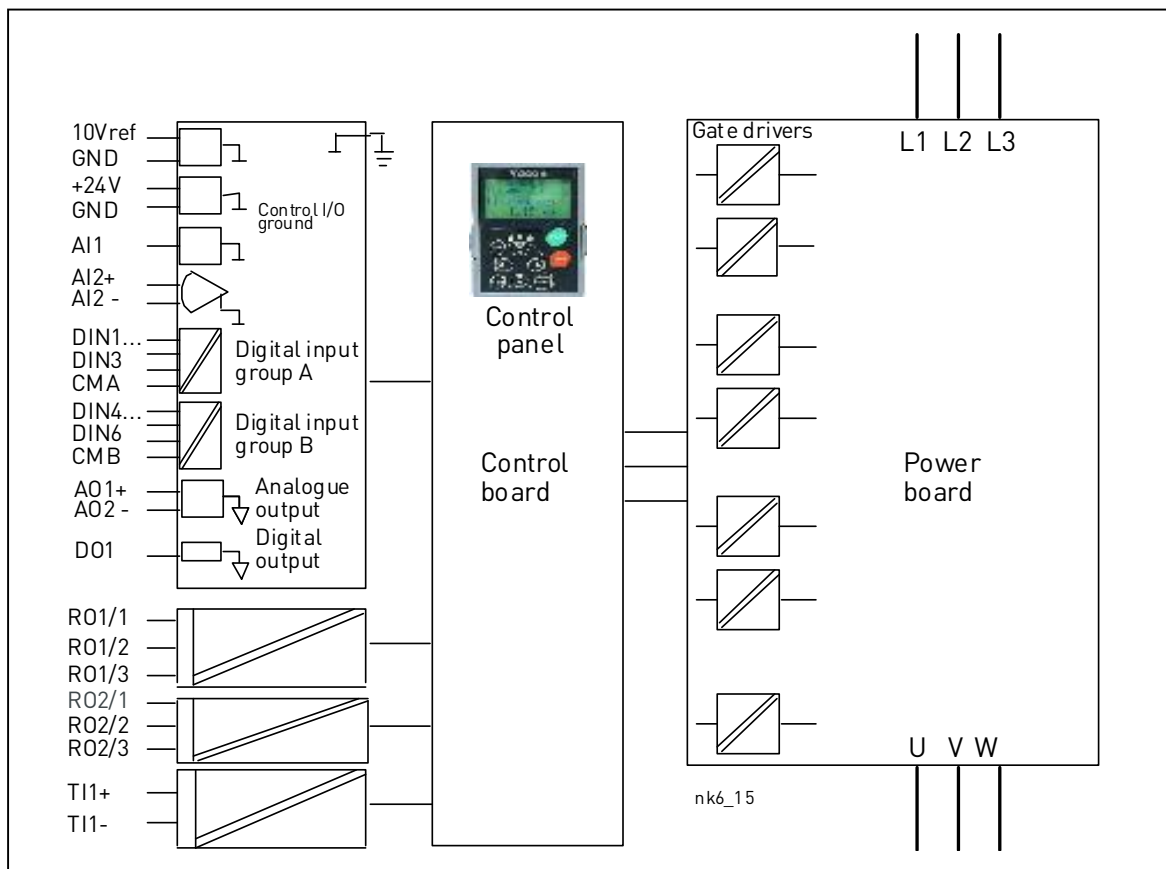 10Vref
GND
+24V
GND
Control I/O
ground
AI1
AI2+
AI2 -
DIN1...
DIN3
CMA
Digital input
group A
DIN4...
DIN6
CMB
Digital input
group B
AO1+
AO2 -
Analogue
output
DO1
Digital
output
RO1/1
RO1/2
RO1/3
RO2/1
RO2/2
RO2/3
TI1+
TI1-
Control
panel
Control
board
Gate drivers
L1 L2 L3
Power
board
U V W
nk6_15